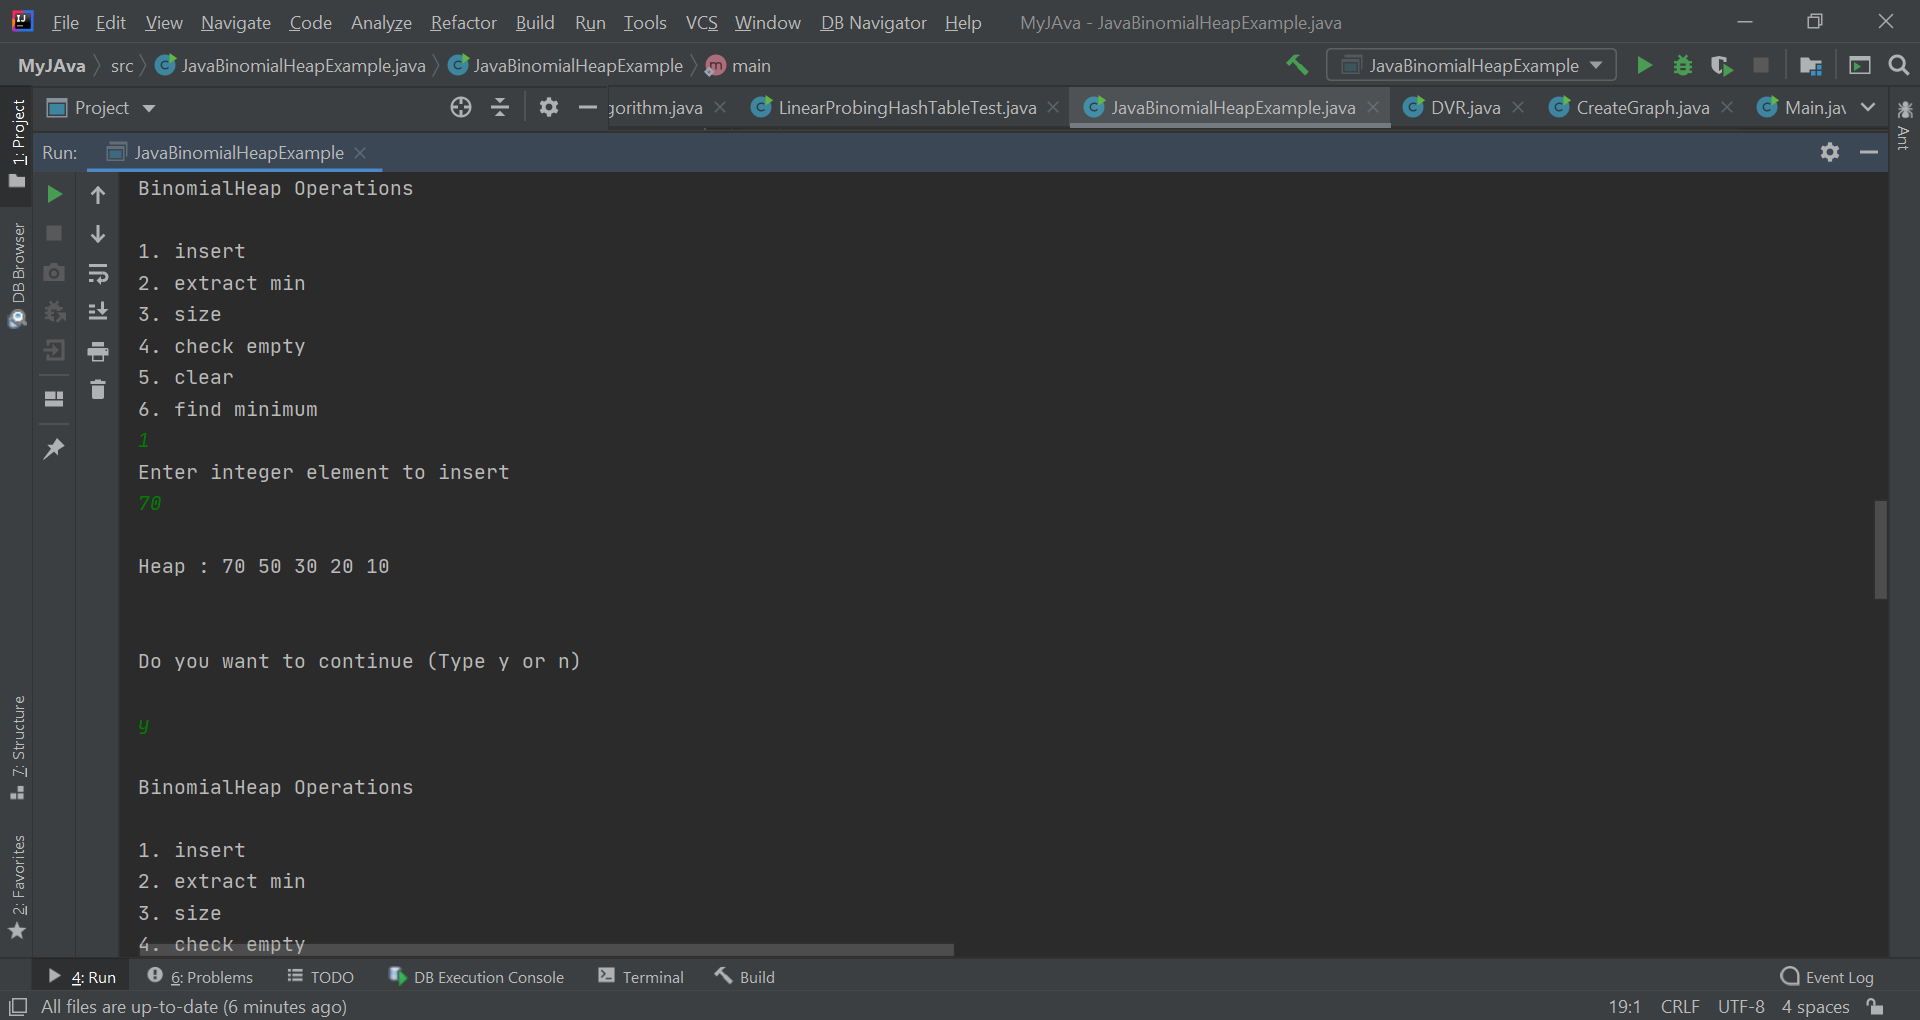 File Edit View Navigate Code Analyze Refactor Build Run Tools VCS Window DB Navigator Help MyJAva - JavaBinomialHeapExample.java
MyJAva src JavaBinomialHeapExample.java JavaBinomialHeapExample main JavaBinomialHeapExample
Project gorithm.java LinearProbingHashTableTest.java JavaBinomialHeapExample.java DVR.java CreateGraph.java Main.jav
Run: JavaBinomialHeapExample
1: Project
DB Browser
7: Structure
2: Favorites
Ant
BinomialHeap Operations
1. insert
2. extract min
3. size
4. check empty
5. clear
6. find minimum
1
Enter integer element to insert
70
Heap : 70 50 30 20 10
Do you want to continue (Type y or n)
y
BinomialHeap Operations
1. insert
2. extract min
3. size
4. check empty
4: Run 6: Problems TODO DB Execution Console Terminal Build Event Log
All files are up-to-date (6 minutes ago) 19:1 CRLF UTF-8 4 spaces